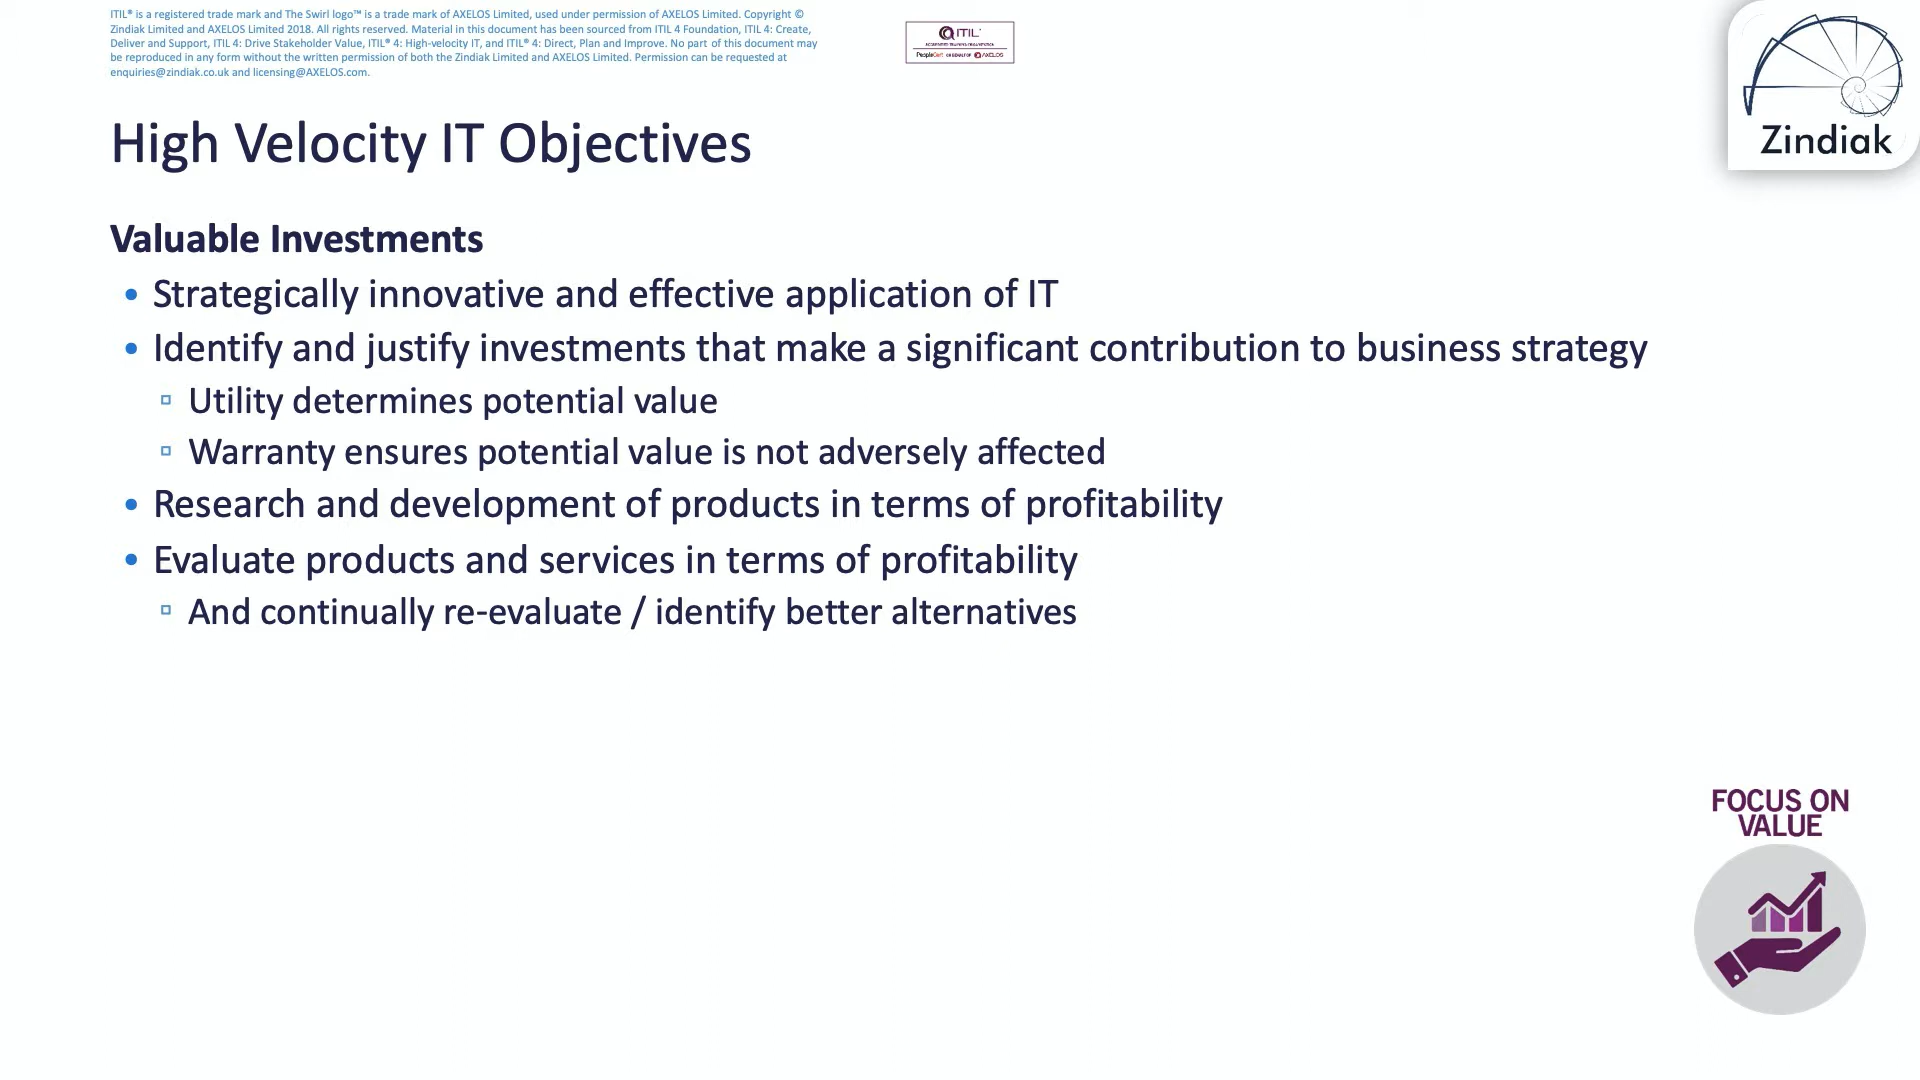 ITIL® is a registered trade mark and The Swirl logo™ is a trade mark of AXELOS Limited, used under permission of AXELOS Limited. Copyright ©
Zindiak Limited and AXELOS Limited 2018. All rights reserved. Material in this document has been sourced from ITIL 4 Foundation, ITIL 4: Create,
Deliver and Support, ITIL 4: Drive Stakeholder Value, ITIL® 4: High-velocity IT, and ITIL® 4: Direct, Plan and Improve. No part of this document may
be reproduced in any form without the written permission of both the Zindiak Limited and AXELOS Limited. Permission can be requested at
enquiries@zindiak.co.uk and licensing@AXELOS.com.
ITIL®
PeopleCert ON BEHALF OF AXELOS
Zindiak
High Velocity IT Objectives
Valuable Investments
• Strategically innovative and effective application of IT
• Identify and justify investments that make a significant contribution to business strategy
▫ Utility determines potential value
▫ Warranty ensures potential value is not adversely affected
• Research and development of products in terms of profitability
• Evaluate products and services in terms of profitability
▫ And continually re-evaluate / identify better alternatives
FOCUS ON
VALUE